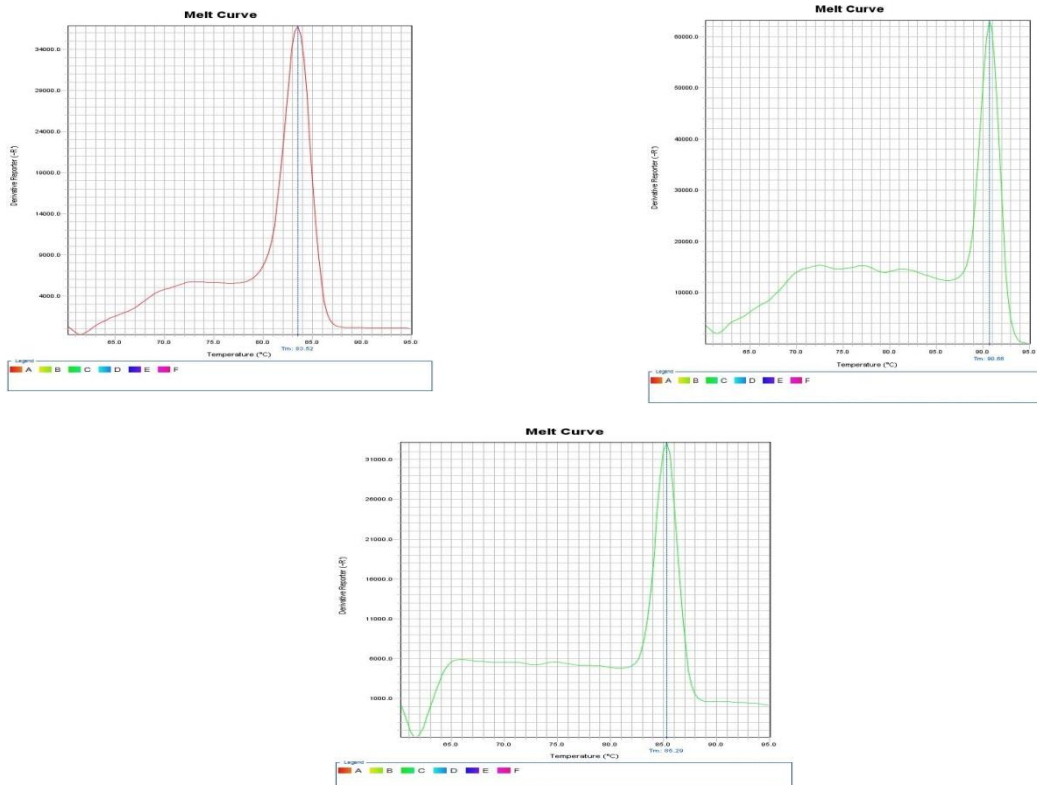 Melt Curve
34000.0
29000.0
24000.0
19000.0
14000.0
9000.0
4000.0
Derivative Reporter (-R')
65.0 70.0 75.0 80.0 85.0 90.0 95.0
Tm: 83.52
Temperature (°C)
Legend
A B C D E F
Melt Curve
60000.0
50000.0
40000.0
30000.0
20000.0
10000.0
Derivative Reporter (-R')
65.0 70.0 75.0 80.0 85.0 90.0 95.0
Temperature (°C)
Legend
A B C D E F
Melt Curve
31000.0
26000.0
21000.0
16000.0
11000.0
6000.0
1000.0
Derivative Reporter (-R')
65.0 70.0 75.0 80.0 85.0 90.0 95.0
Tm: 85.29
Temperature (°C)
Legend
A B C D E F